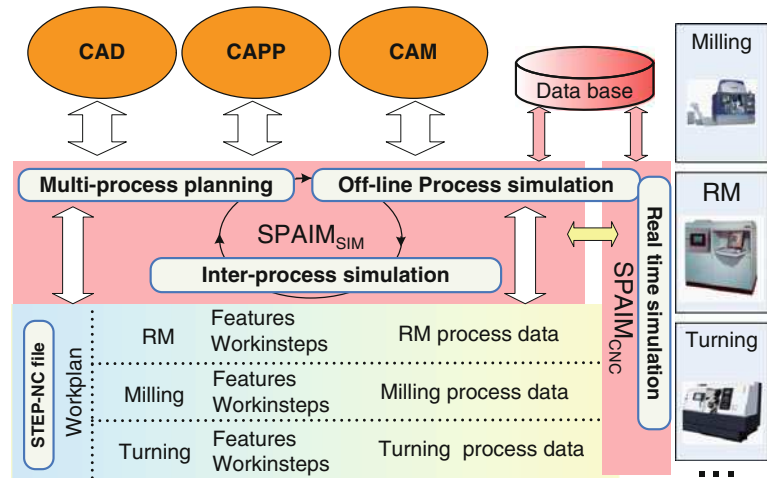 CAD
CAPP
CAM
Data base
Milling
Multi-process planning
Off-line Process simulation
SPAIM_SIM
Inter-process simulation
RM
Real time simulation
SPAIM_CNC
STEP-NC file
Workplan
RM
Features
Workinsteps
RM process data
Milling
Features
Workinsteps
Milling process data
Turning
Features
Workinsteps
Turning process data
Turning
...